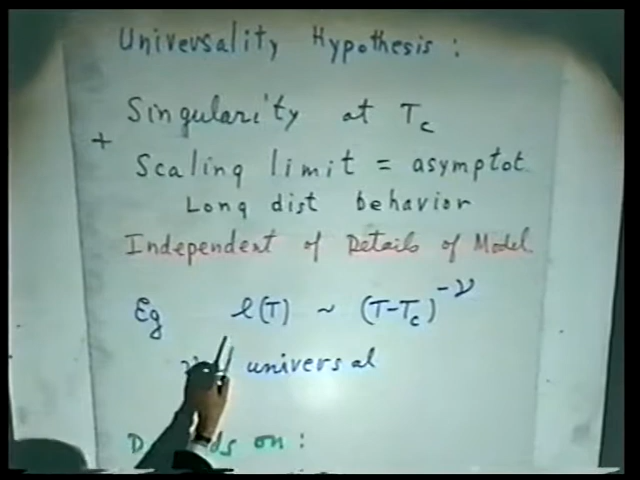 Universality Hypothesis :
Singularity at Tc
+
Scaling limit = asymptot.
Long dist behavior
Independent of Details of Model.
Eg ℓ(T) ~ (T-Tc)^-ν
universal
on :